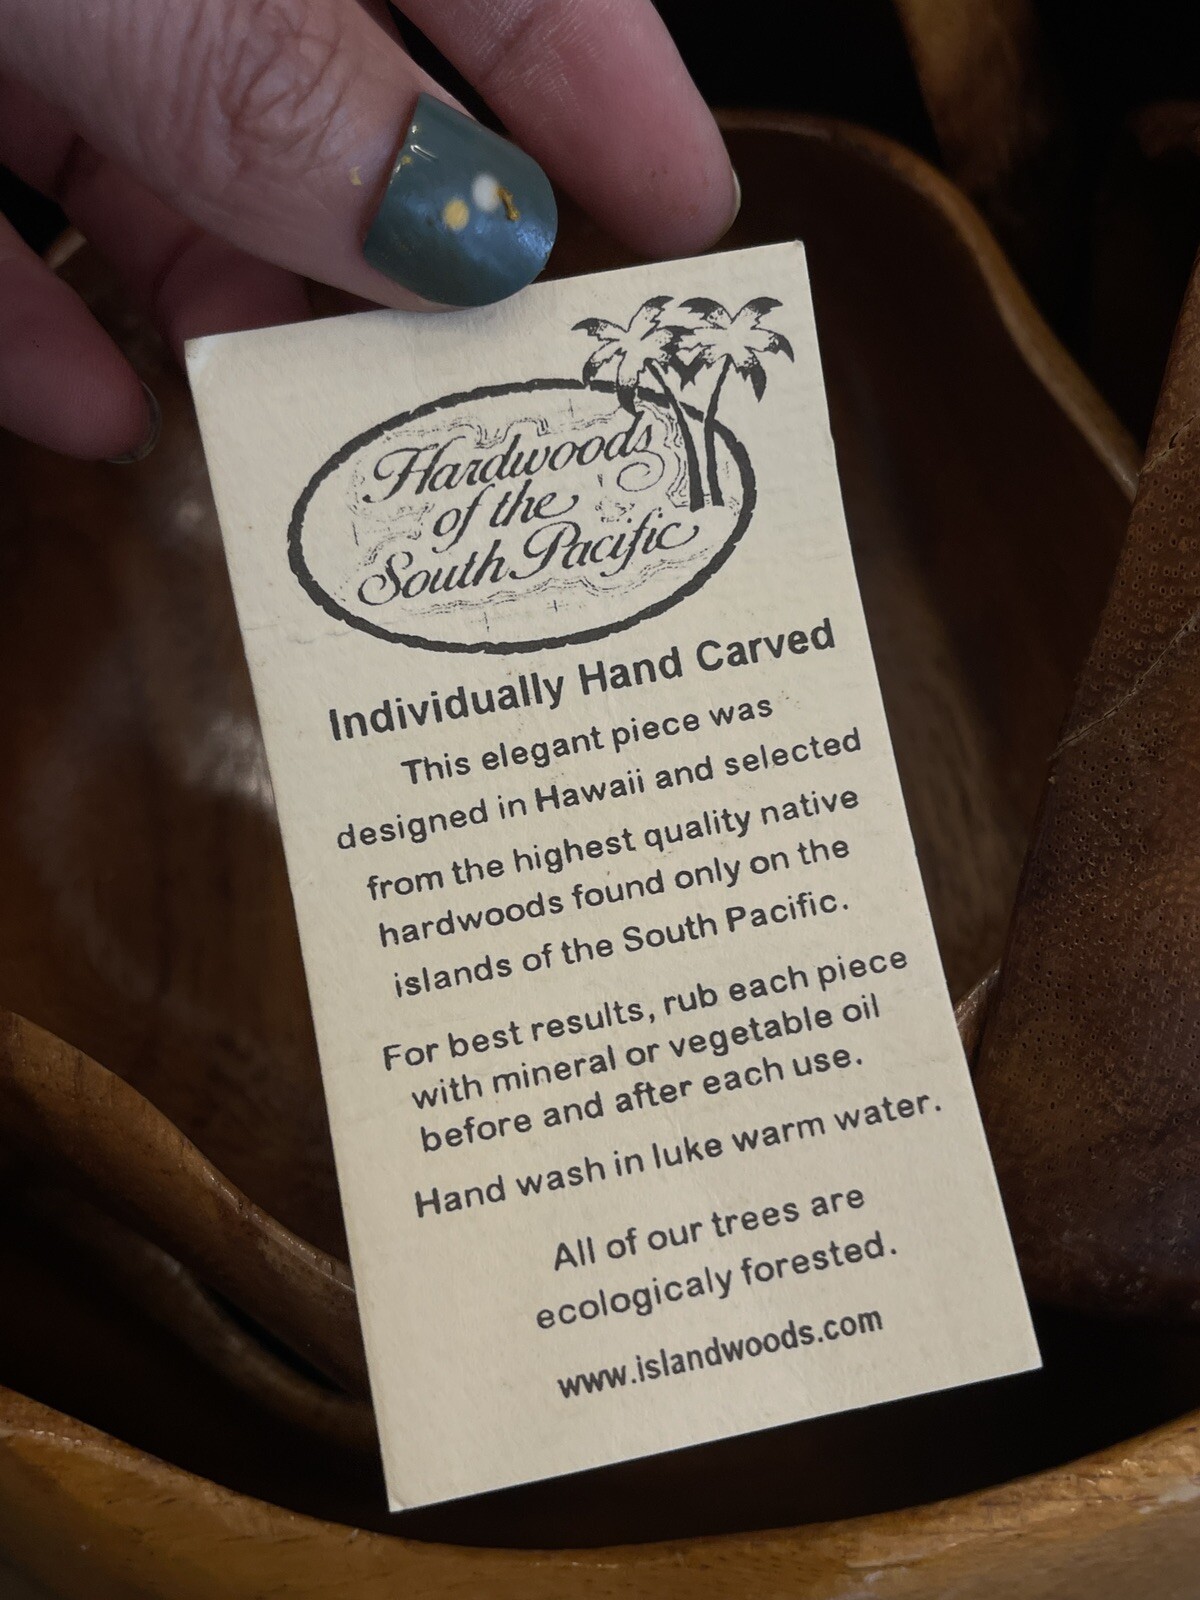 Hardwoods
of the
South Pacific
Individually Hand Carved
This elegant piece was
designed in Hawaii and selected
from the highest quality native
hardwoods found only on the
islands of the South Pacific.
For best results, rub each piece
with mineral or vegetable oil
before and after each use.
Hand wash in luke warm water.
All of our trees are
ecologicaly forested.
www.islandwoods.com